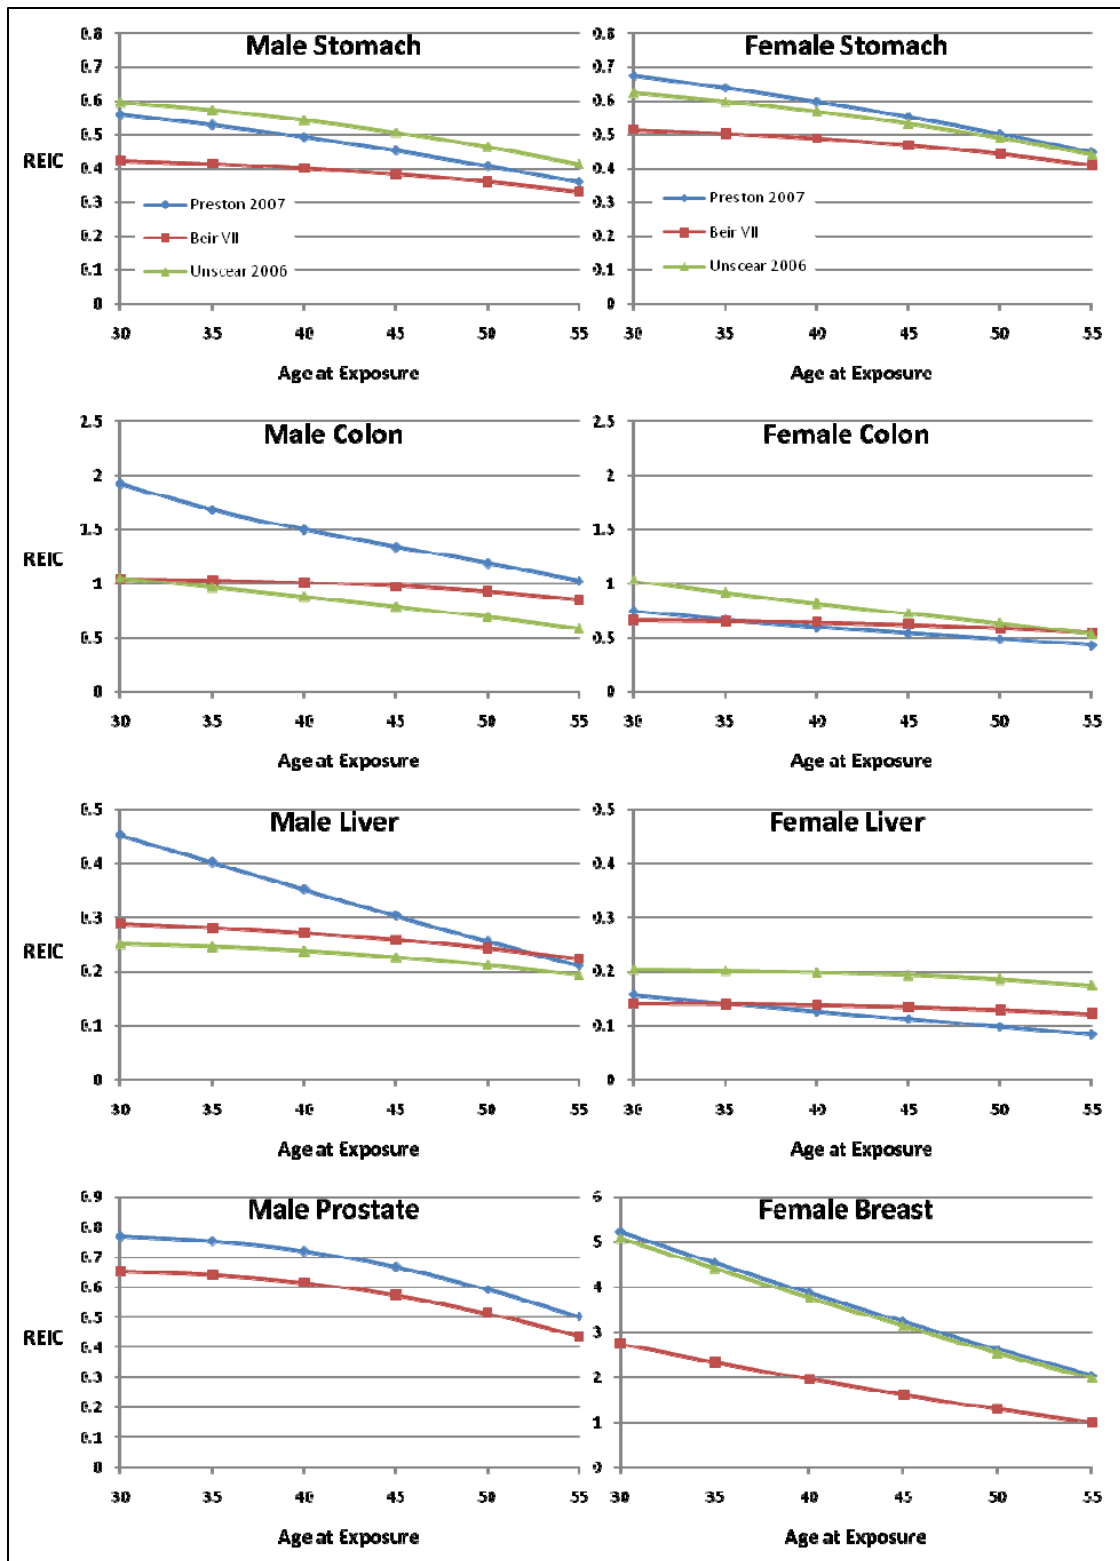 Male Stomach
0.8
0.7
0.6
0.5
0.4
0.3
0.2
0.1
0
REIC
Preston 2007
Beir VII
Unscear 2006
30 35 40 45 50 55
Age at Exposure
Female Stomach
0.8
0.7
0.6
0.5
0.4
0.3
0.2
0.1
0
Preston 2007
Beir VII
Unscear 2006
30 35 40 45 50 55
Age at Exposure
Male Colon
2.5
2
1.5
1
0.5
0
REIC
30 35 40 45 50 55
Age at Exposure
Female Colon
2.5
2
1.5
1
0.5
0
30 35 40 45 50 55
Age at Exposure
Male Liver
0.5
0.4
0.3
0.2
0.1
0
REIC
30 35 40 45 50 55
Age at Exposure
Female Liver
0.5
0.4
0.3
0.2
0.1
0
30 35 40 45 50 55
Age at Exposure
Male Prostate
0.9
0.8
0.7
0.6
0.5
0.4
0.3
0.2
0.1
0
REIC
30 35 40 45 50 55
Age at Exposure
Female Breast
6
5
4
3
2
1
0
30 35 40 45 50 55
Age at Exposure